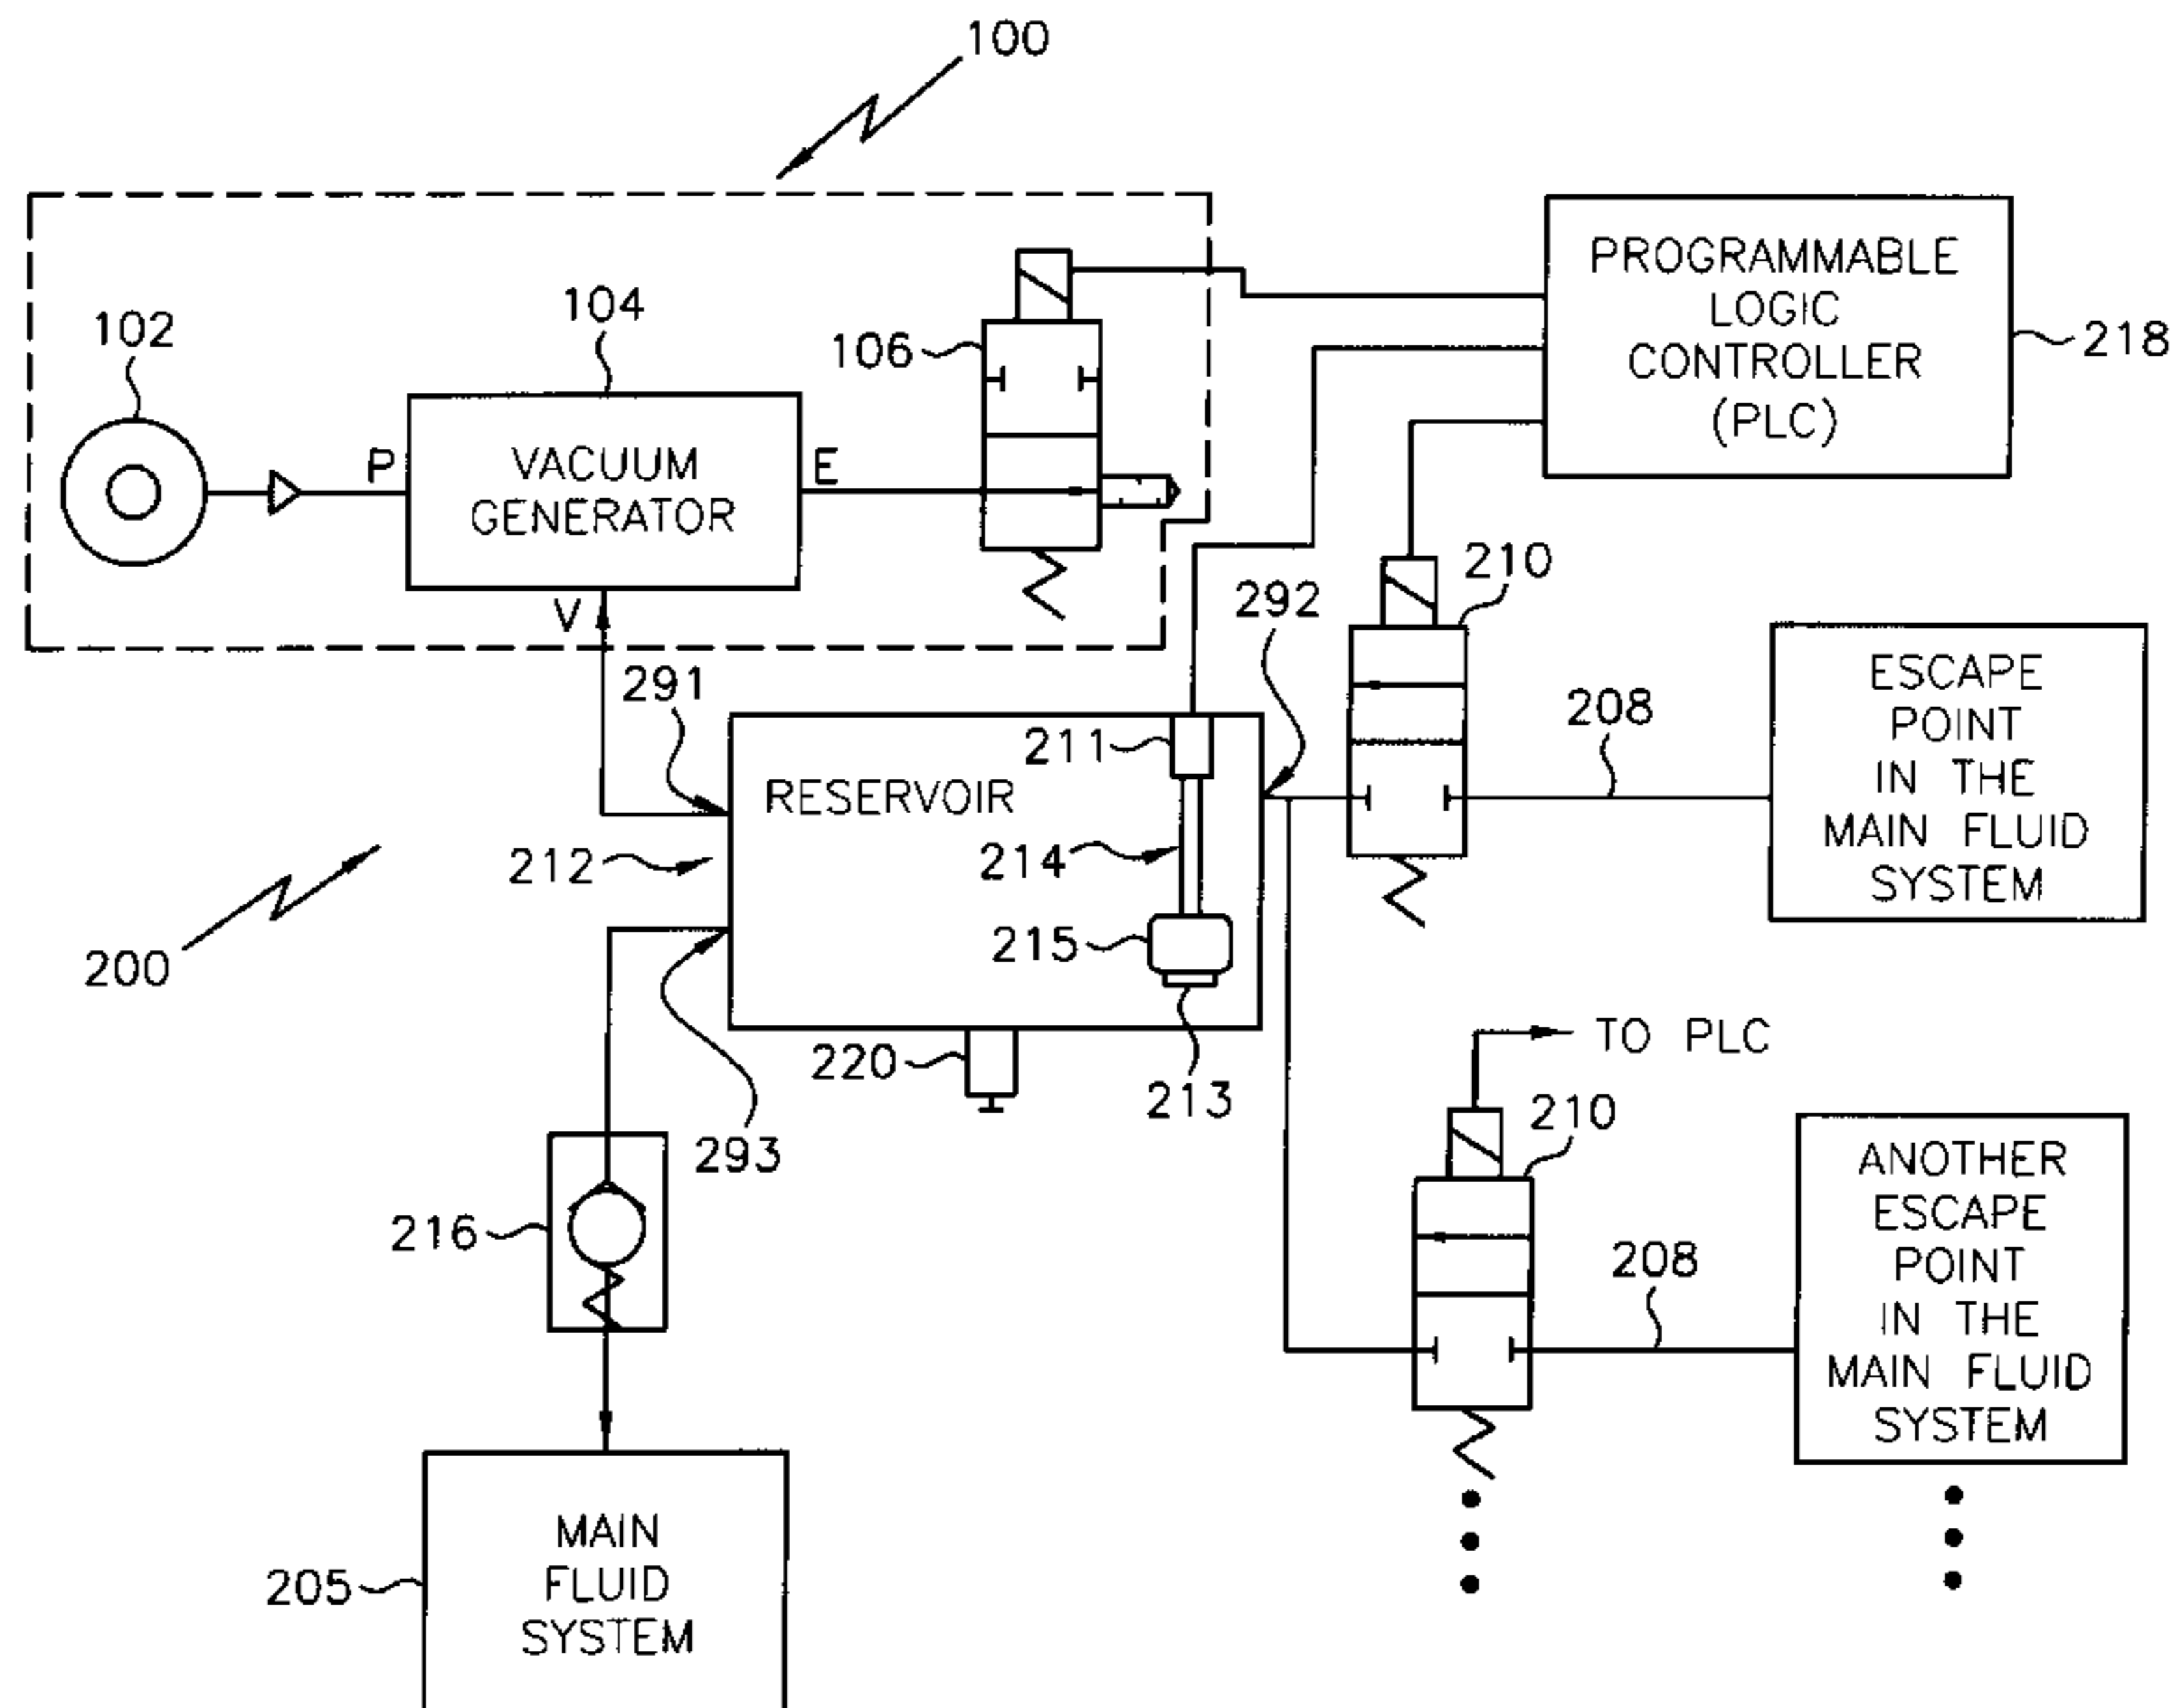 100
102
104
P
VACUUM
GENERATOR
E
V
106
PROGRAMMABLE
LOGIC
CONTROLLER
(PLC)
218
291
292
210
208
ESCAPE
POINT
IN THE
MAIN FLUID
SYSTEM
RESERVOIR
211
212
214
215
200
293
220
213
TO PLC
210
208
ANOTHER
ESCAPE
POINT
IN THE
MAIN FLUID
SYSTEM
216
205
MAIN
FLUID
SYSTEM